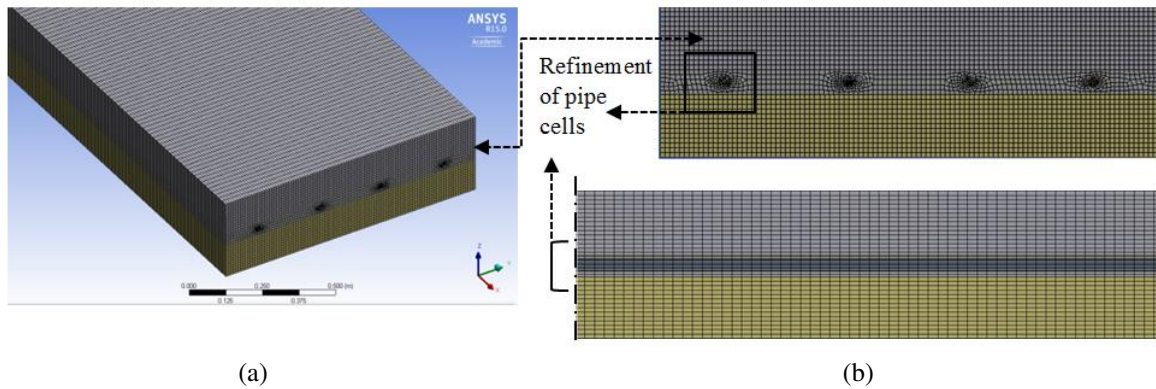 ANSYS
R15.0
Academic
Refinement
of pipe
cells
Z
0.000
0.250
0.500 (m)
0.125
0.375
(a)
(b)